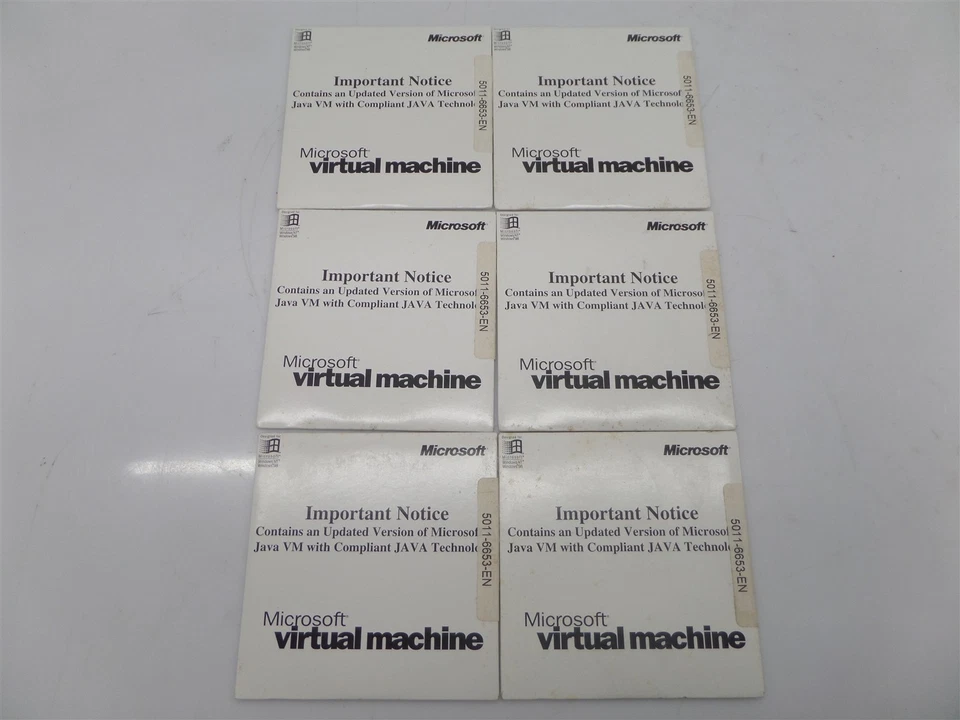 Microsoft
Important Notice
Contains an Updated Version of Microsof
Java VM with Compliant JAVA Technolo
5011-6653-EN
Microsoft
virtual machine
Microsoft
Important Notice
Contains an Updated Version of Microsof
Java VM with Compliant JAVA Technolo
5011-6653-EN
Microsoft
virtual machine
Microsoft
Important Notice
Contains an Updated Version of Microsof
Java VM with Compliant JAVA Technolo
5011-6653-EN
Microsoft
virtual machine
Microsoft
Important Notice
Contains an Updated Version of Microsof
Java VM with Compliant JAVA Technolo
5011-6653-EN
Microsoft
virtual machine
Microsoft
Important Notice
Contains an Updated Version of Microsof
Java VM with Compliant JAVA Technolo
5011-6653-EN
Microsoft
virtual machine
Microsoft
Important Notice
Contains an Updated Version of Microsof
Java VM with Compliant JAVA Technolo
5011-6653-EN
Microsoft
virtual machine